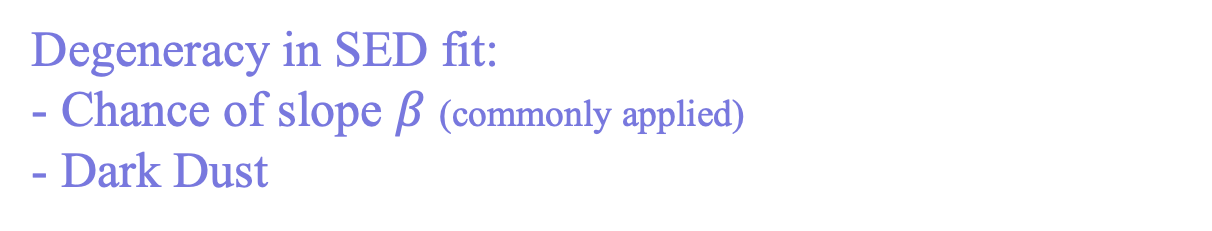 Degeneracy in SED fit:
- Chance of slope β (commonly applied)
- Dark Dust